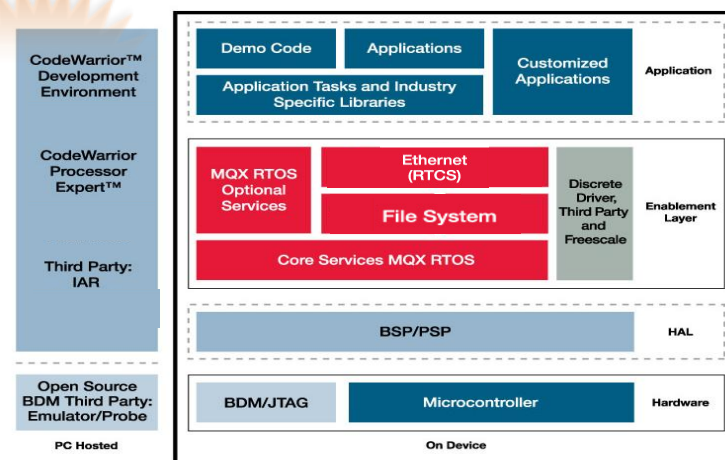 CodeWarrior™
Development
Environment
CodeWarrior
Processor
Expert™
Third Party:
IAR
Open Source
BDM Third Party:
Emulator/Probe
PC Hosted
Demo Code
Applications
Customized
Applications
Application Tasks and Industry
Specific Libraries
Application
MQX RTOS
Optional
Services
Ethernet
(RTCS)
File System
Core Services MQX RTOS
Discrete
Driver,
Third Party
and
Freescale
Enablement
Layer
BSP/PSP
HAL
BDM/JTAG
Microcontroller
Hardware
On Device